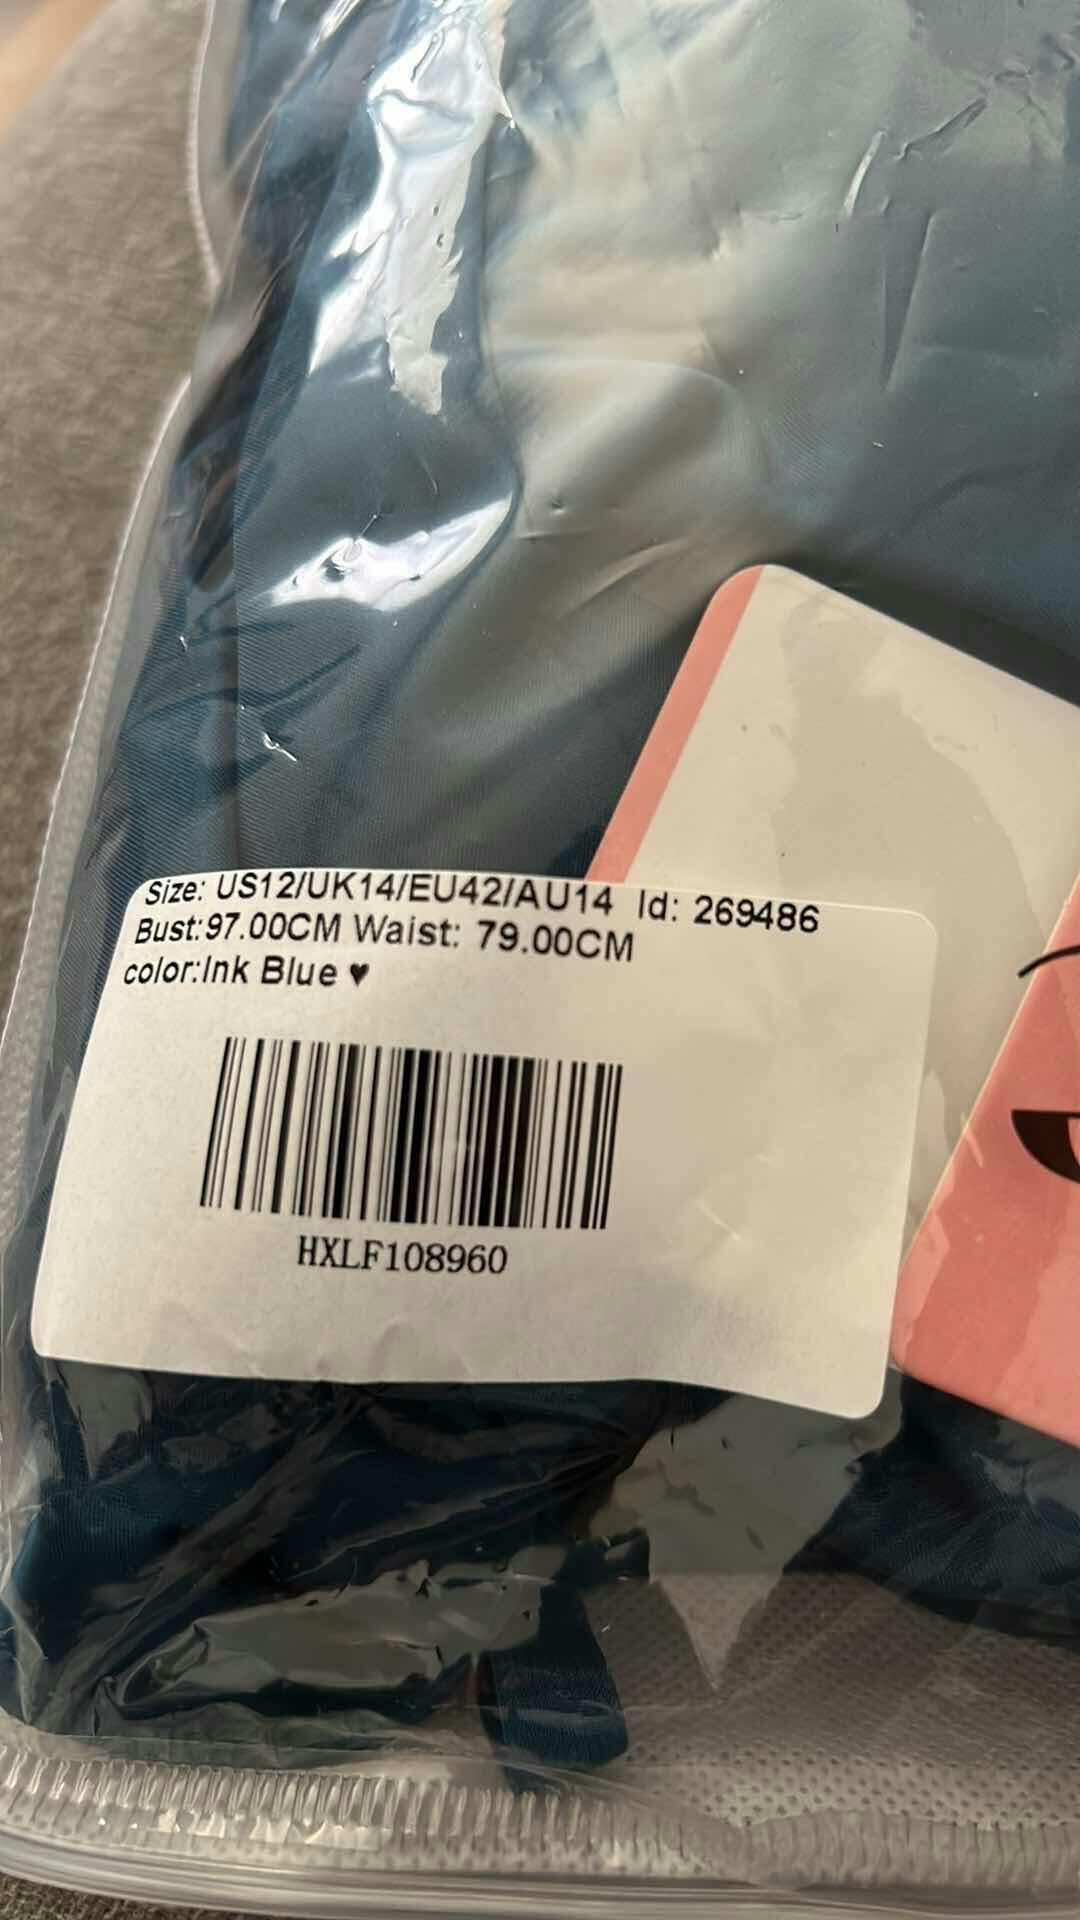 Size: US12/UK14/EU42/AU14 Id: 269486
Bust:97.00CM Waist: 79.00CM
color:Ink Blue ♥
HXLF108960